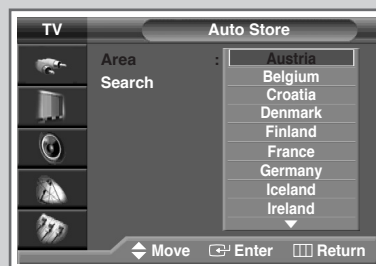 TV Auto Store
Area : Austria
Search Belgium
Croatia
Denmark
Finland
France
Germany
Iceland
Ireland
Move Enter Return